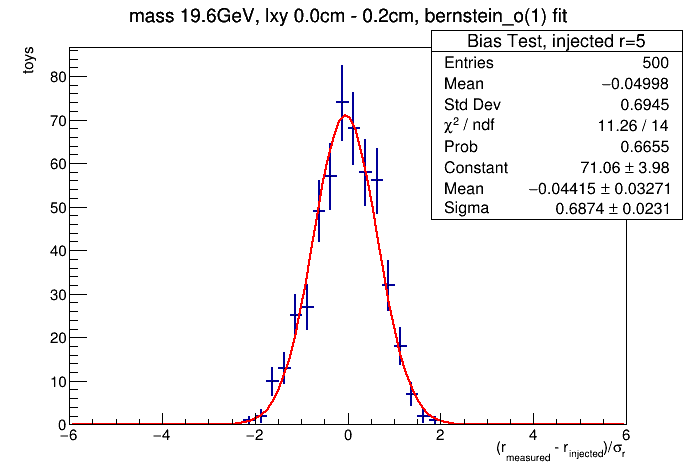 mass 19.6GeV, lxy 0.0cm - 0.2cm, bernstein_o(1) fit
Bias Test, injected r=5
Entries 500
Mean −0.04998
Std Dev 0.6945
χ² / ndf 11.26 / 14
Prob 0.6655
Constant 71.06 ± 3.98
Mean −0.04415 ± 0.03271
Sigma 0.6874 ± 0.0231
toys
80
70
60
50
40
30
20
10
0
−6 −4 −2 0 2 4 6
(r_measured - r_injected)/σ_r